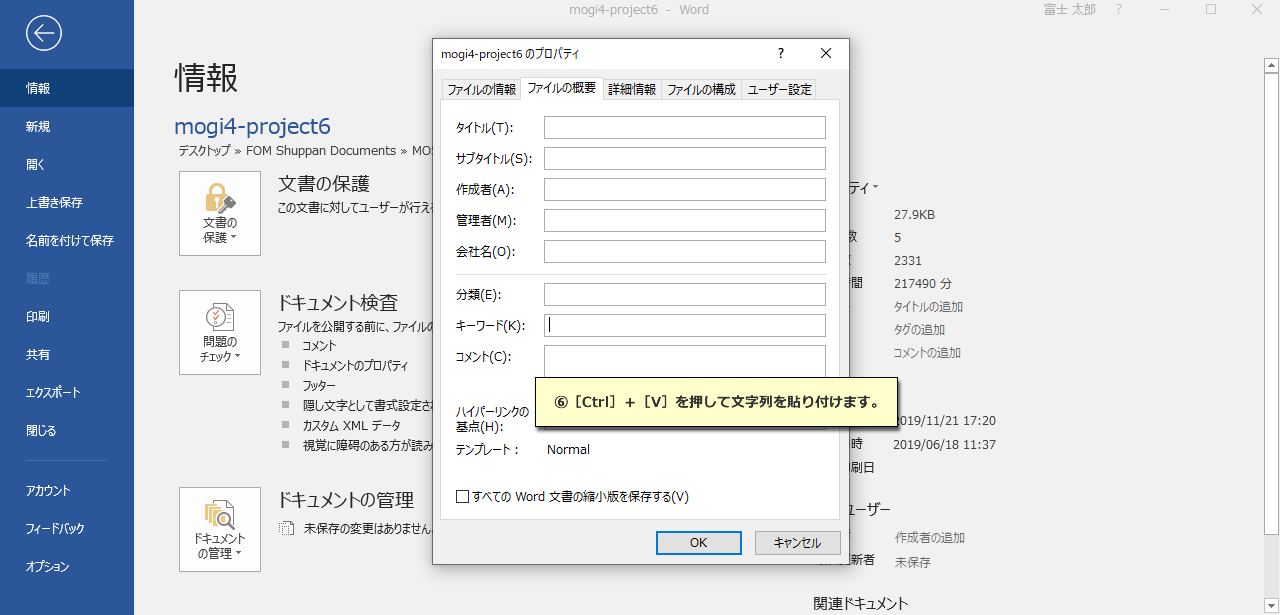 mogi4-project6 - Word
富士 太郎
?
情報
新規
開く
上書き保存
名前を付けて保存
履歴
印刷
共有
エクスポート
閉じる
アカウント
フィードバック
オプション
情報
mogi4-project6
デスクトップ » FOM Shuppan Documents » MO
文書の
保護
文書の保護
この文書に対してユーザーが行え
問題の
チェック
ドキュメント検査
ファイルを公開する前に、ファイルの
コメント
ドキュメントのプロパティ
フッター
隠し文字として書式設定さ
カスタム XML データ
視覚に障碍のある方が読み
ドキュメント
の管理
ドキュメントの管理
未保存の変更はありません。
mogi4-project6 のプロパティ
?
ファイルの情報
ファイルの概要
詳細情報
ファイルの構成
ユーザー設定
タイトル(T):
サブタイトル(S):
作成者(A):
管理者(M):
会社名(O):
分類(E):
キーワード(K):
コメント(C):
⑥［Ctrl］+［V］を押して文字列を貼り付けます。
ハイパーリンクの
基点(H):
テンプレート： Normal
すべての Word 文書の縮小版を保存する(V)
OK
キャンセル
ティ
27.9KB
数 5
2331
間 217490 分
タイトルの追加
タグの追加
コメントの追加
2019/11/21 17:20
時 2019/06/18 11:37
刷日
ユーザー
作成者の追加
更新者 未保存
関連ドキュメント